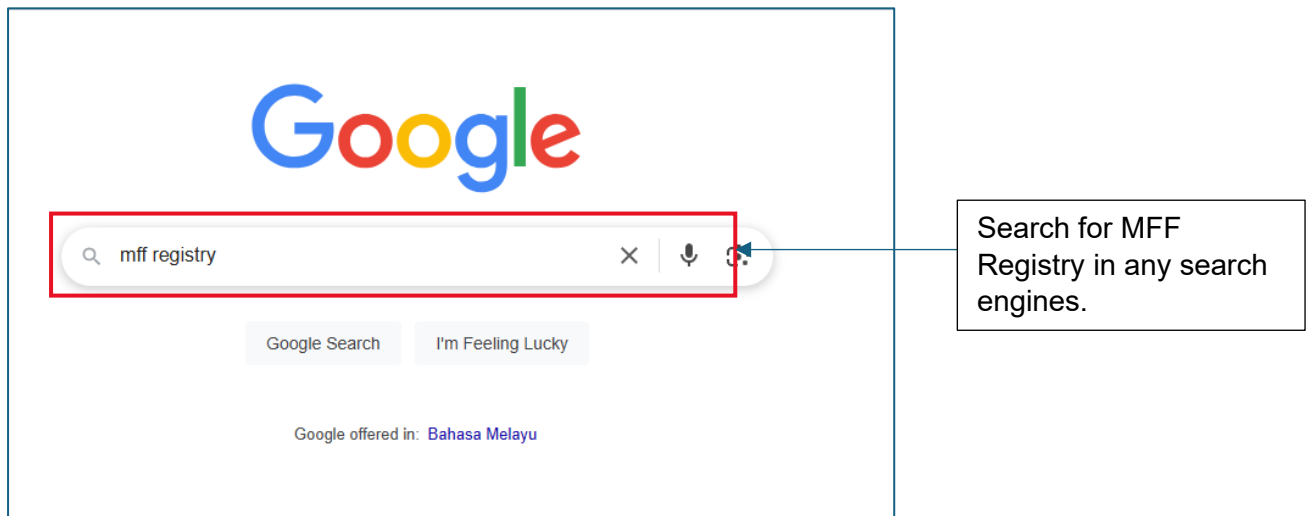 Google
mff registry
Google Search I'm Feeling Lucky
Google offered in: Bahasa Melayu
Search for MFF
Registry in any search
engines.